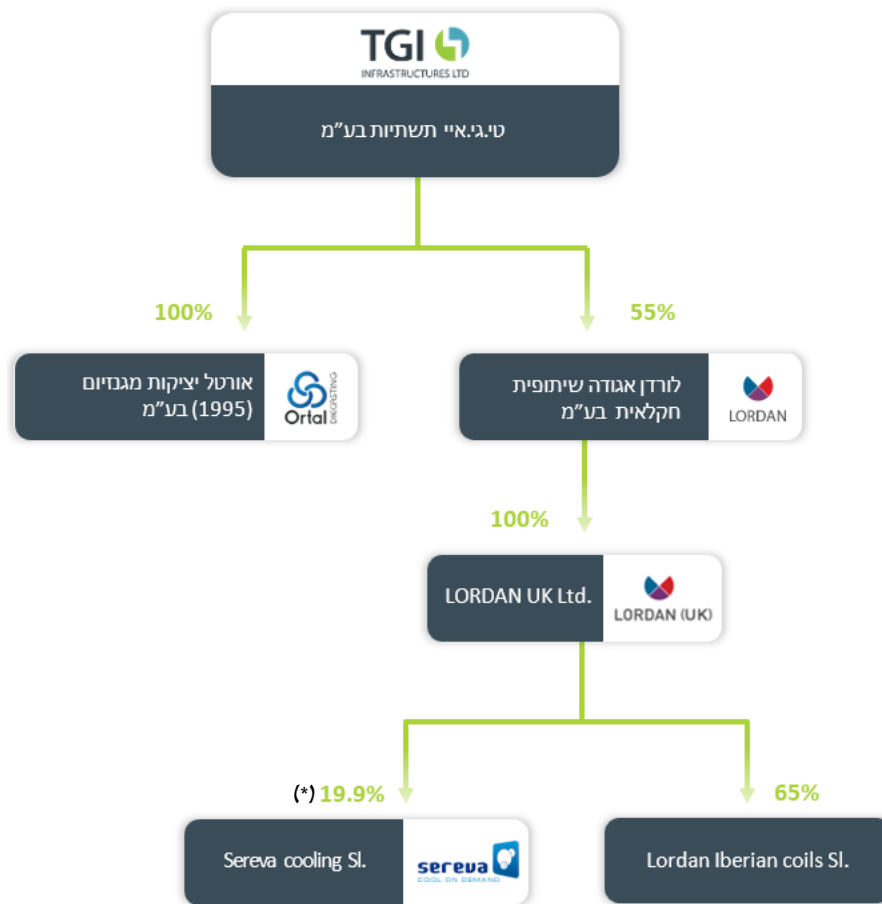 TGI
INFRASTRUCTURES LTD
טי.גי.איי תשתיות בע"מ
100%
55%
אורטל יציקות מגנזיום
(1995) בע"מ
Ortal
DIECASTING
לורדן אגודה שיתופית
חקלאית בע"מ
LORDAN
100%
LORDAN UK Ltd.
LORDAN (UK)
(*) 19.9%
65%
Sereva cooling Sl.
sereva
COOL ON DEMAND
Lordan Iberian coils Sl.